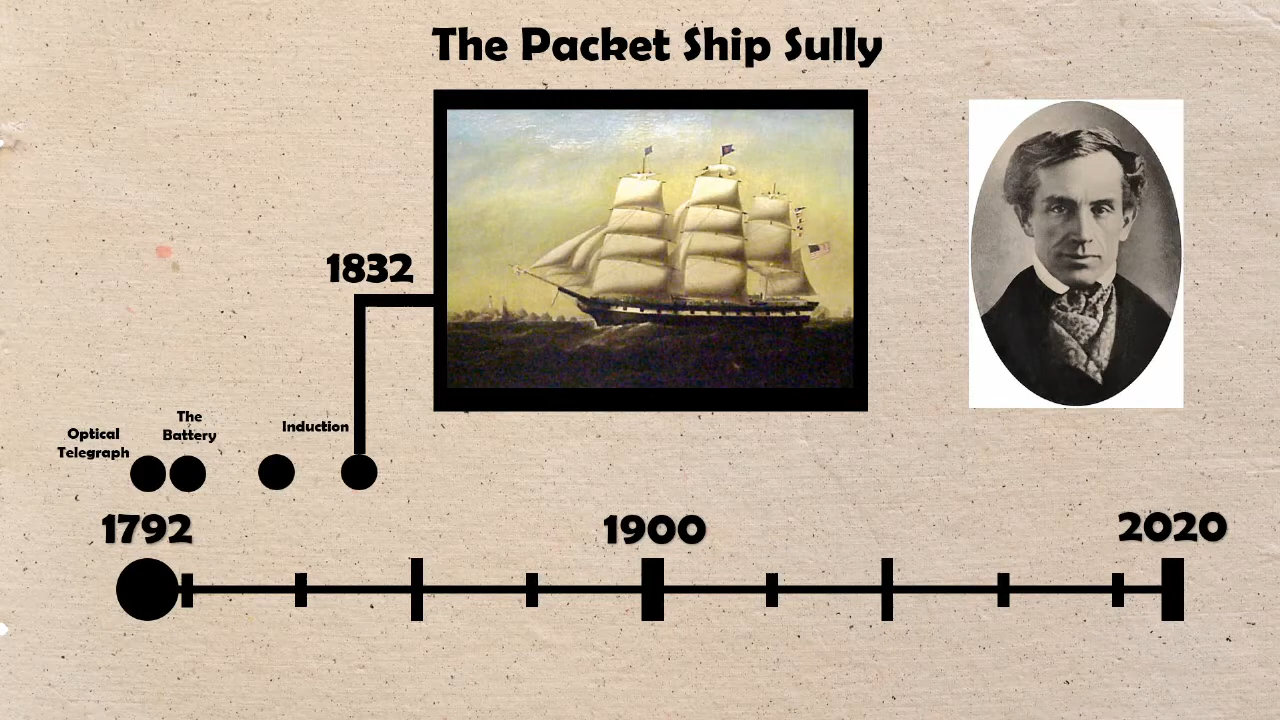 The Packet Ship Sully
1832
The
Battery
Optical
Telegraph
Induction
1792
1900
2020